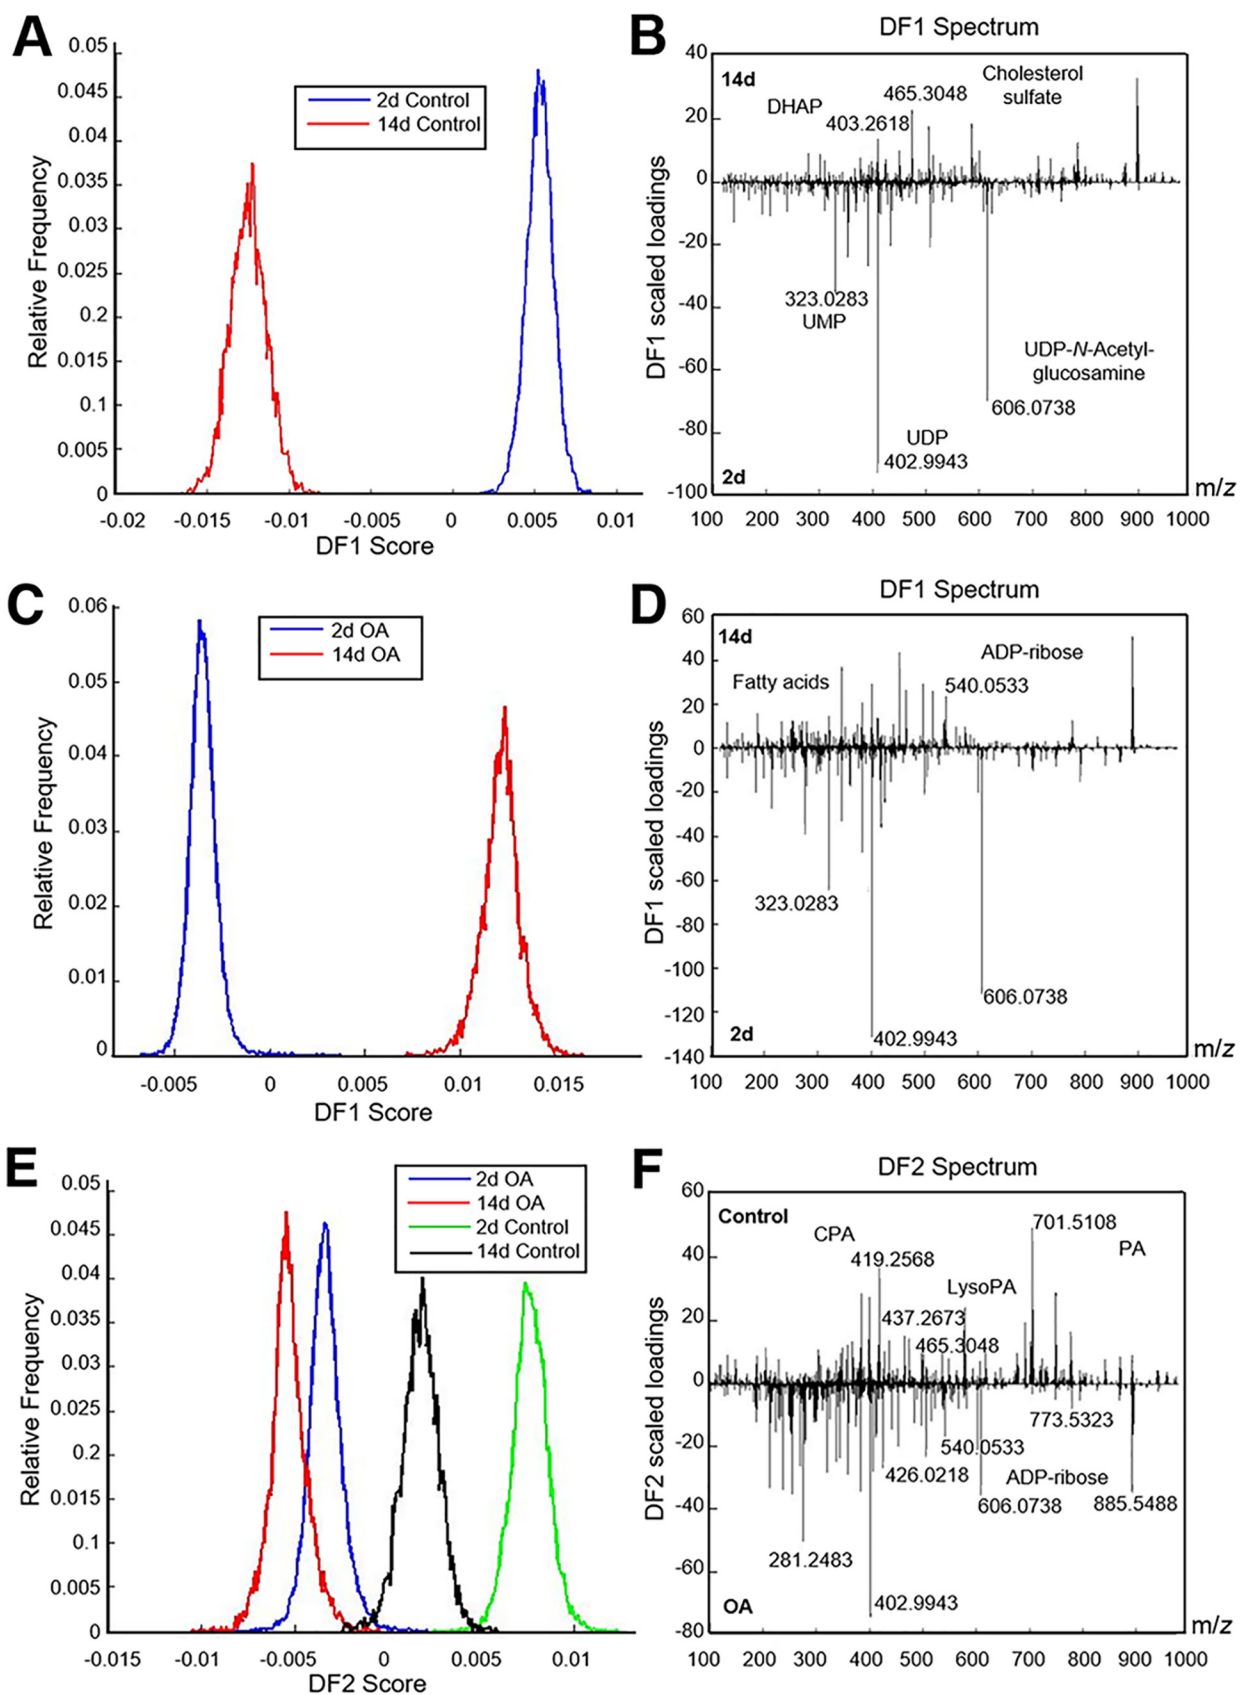 A
0.05
0.045
0.04
0.035
0.03
0.025
0.2
0.015
0.1
0.005
0
Relative Frequency
2d Control
14d Control
-0.02 -0.015 -0.01 -0.005 0 0.005 0.01
DF1 Score
B
DF1 Spectrum
40
20
0
-20
-40
-60
-80
-100
DF1 scaled loadings
14d
DHAP
465.3048
403.2618
Cholesterol
sulfate
323.0283
UMP
UDP-N-Acetyl-
glucosamine
606.0738
UDP
402.9943
2d
m/z
100 200 300 400 500 600 700 800 900 1000
C
0.06
0.05
0.04
0.03
0.02
0.01
0
Relative Frequency
2d OA
14d OA
-0.005 0 0.005 0.01 0.015
DF1 Score
D
DF1 Spectrum
60
40
20
0
-20
-40
-60
-80
-100
-120
-140
DF1 scaled loadings
14d
Fatty acids
ADP-ribose
540.0533
323.0283
606.0738
402.9943
2d
m/z
100 200 300 400 500 600 700 800 900 1000
E
0.05
0.045
0.04
0.035
0.03
0.025
0.2
0.015
0.1
0.005
0
Relative Frequency
2d OA
14d OA
2d Control
14d Control
-0.015 -0.01 -0.005 0 0.005 0.01
DF2 Score
F
DF2 Spectrum
60
40
20
0
-20
-40
-60
-80
DF2 scaled loadings
Control
CPA
419.2568
701.5108
PA
LysoPA
437.2673
465.3048
773.5323
540.0533
426.0218
ADP-ribose
606.0738
885.5488
281.2483
402.9943
OA
m/z
100 200 300 400 500 600 700 800 900 1000